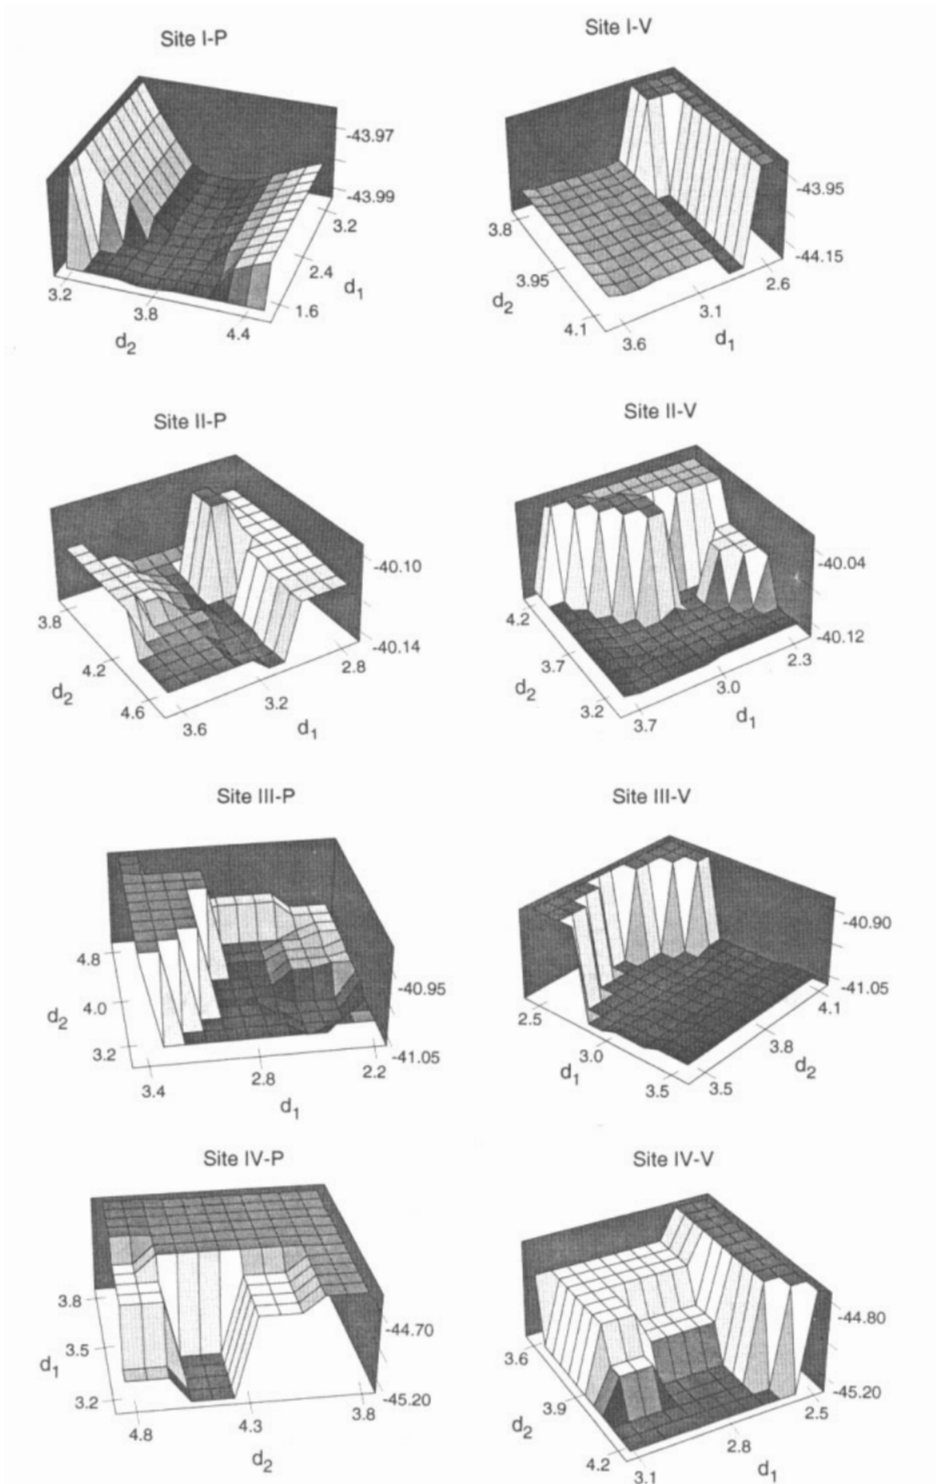 Site I-P
-43.97
-43.99
3.2
2.4
d1
1.6
3.2
3.8
4.4
d2
Site I-V
-43.95
-44.15
3.8
3.95
d2
4.1
2.6
3.1
d1
3.6
Site II-P
-40.10
-40.14
3.8
4.2
d2
4.6
2.8
3.2
d1
3.6
Site II-V
-40.04
-40.12
4.2
3.7
d2
3.2
2.3
3.0
d1
3.7
Site III-P
-40.95
-41.05
4.8
4.0
d2
3.2
3.4
2.8
2.2
d1
Site III-V
-40.90
-41.05
2.5
3.0
d1
3.5
4.1
3.8
d2
3.5
Site IV-P
-44.70
-45.20
3.8
3.5
d1
3.2
4.8
4.3
3.8
d2
Site IV-V
-44.80
-45.20
3.6
3.9
d2
4.2
2.5
2.8
d1
3.1